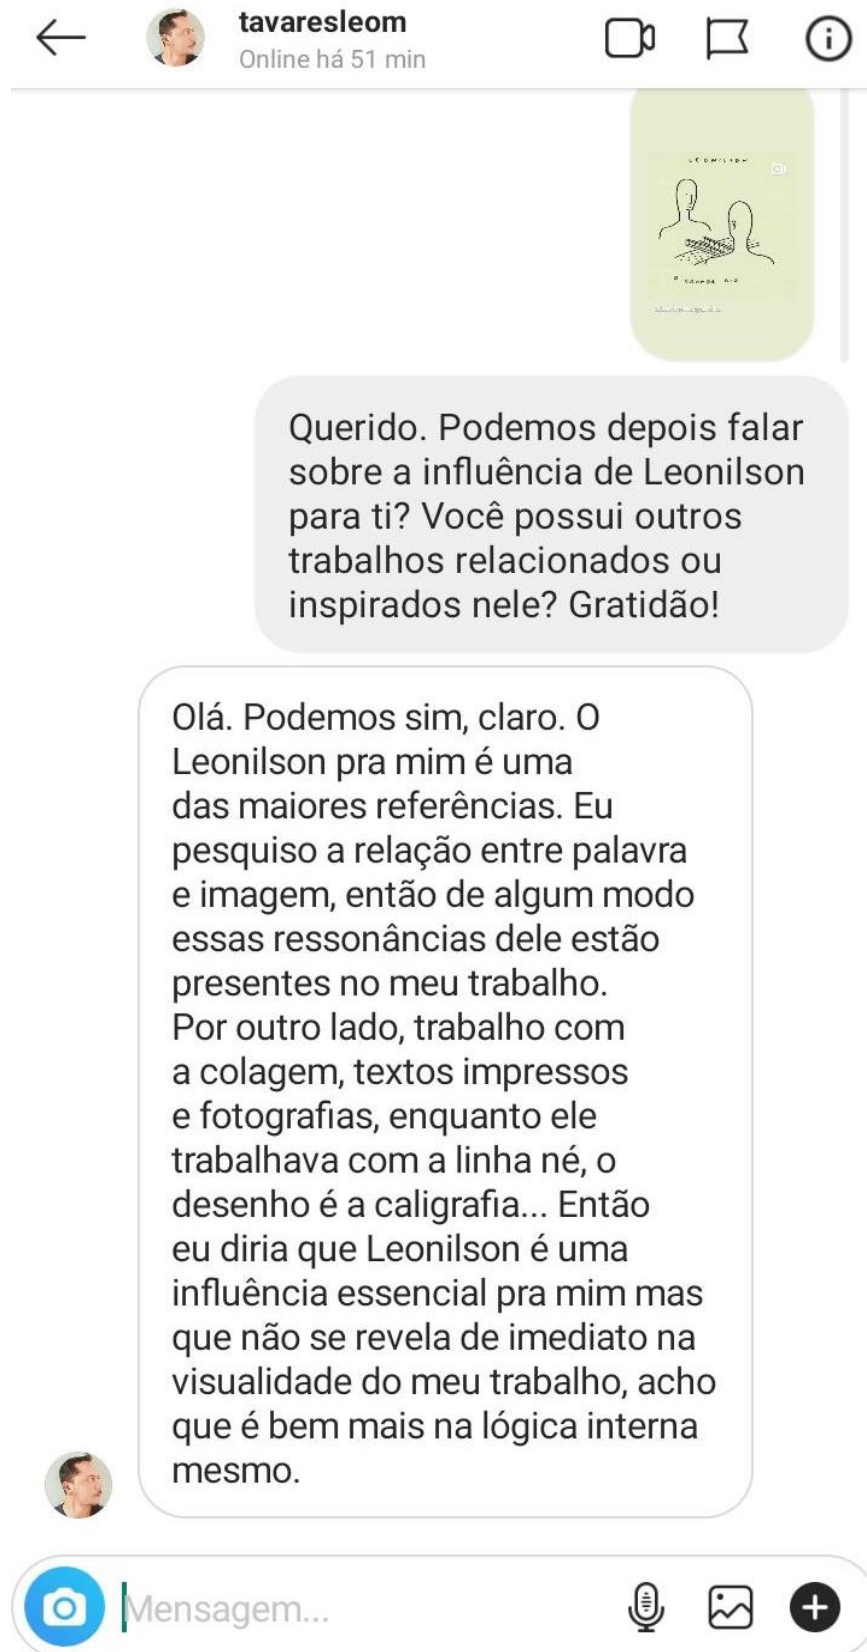 tavaresleom
Online há 51 min
LEONILSON
Querido. Podemos depois falar
sobre a influência de Leonilson
para ti? Você possui outros
trabalhos relacionados ou
inspirados nele? Gratidão!
Olá. Podemos sim, claro. O
Leonilson pra mim é uma
das maiores referências. Eu
pesquiso a relação entre palavra
e imagem, então de algum modo
essas ressonâncias dele estão
presentes no meu trabalho.
Por outro lado, trabalho com
a colagem, textos impressos
e fotografias, enquanto ele
trabalhava com a linha né, o
desenho é a caligrafia... Então
eu diria que Leonilson é uma
influência essencial pra mim mas
que não se revela de imediato na
visualidade do meu trabalho, acho
que é bem mais na lógica interna
mesmo.
Mensagem...